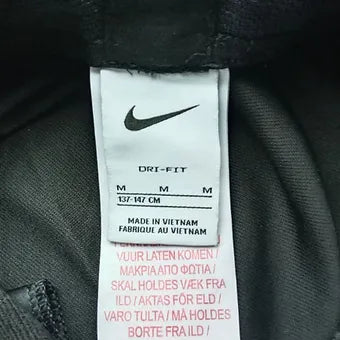 DRI-FIT
M M M
137-147 CM
MADE IN VIETNAM
FABRIQUE AU VIETNAM
VUUR LATEN KOMEN /
ΜΑΚΡΙΑ ΑΠΟ ΦΩΤΙΑ /
SKAL HOLDES VÆK FRA
ILD / AKTAS FÖR ELD /
VARO TULTA / MÅ HOLDES
BORTE FRA ILD /